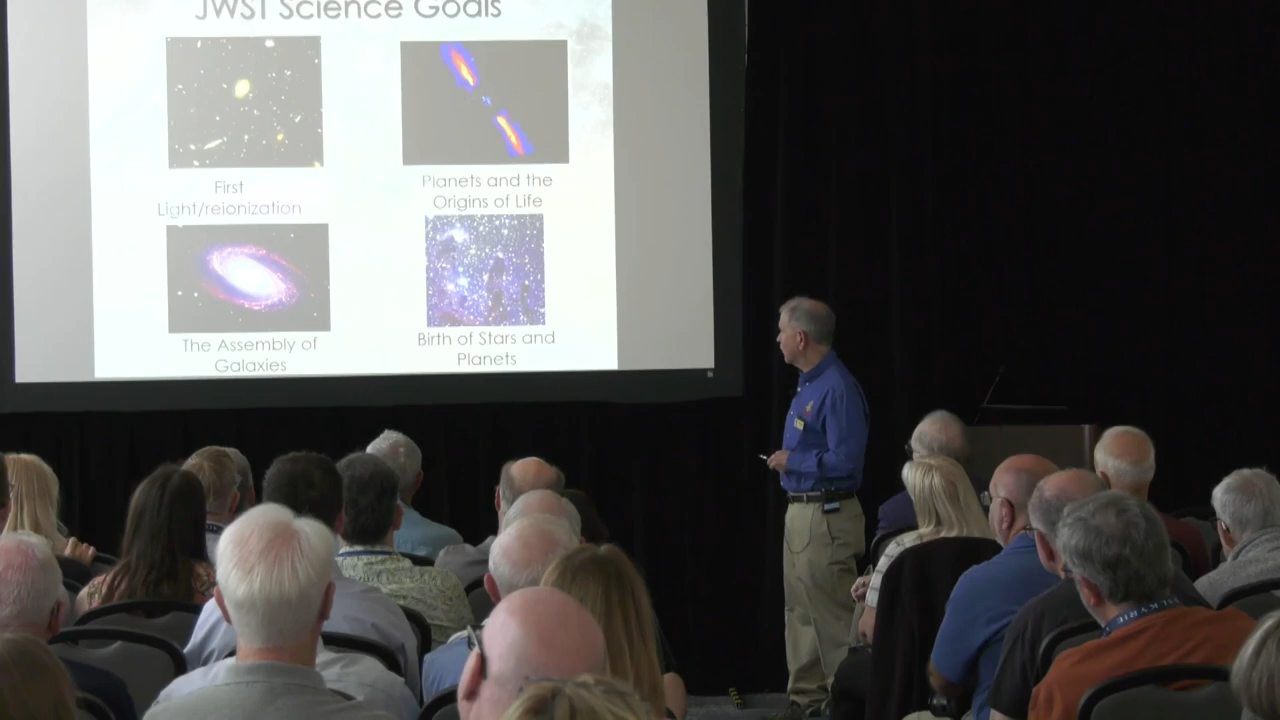 JWST Science Goals
First
Light/reionization
Planets and the
Origins of Life
The Assembly of
Galaxies
Birth of Stars and
Planets